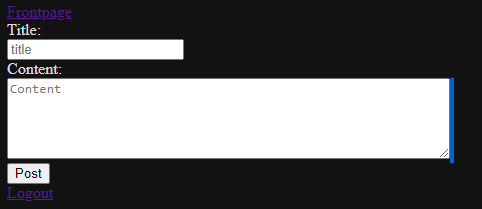 Frontpage
Title:
title
Content:
Content
Post
Logout